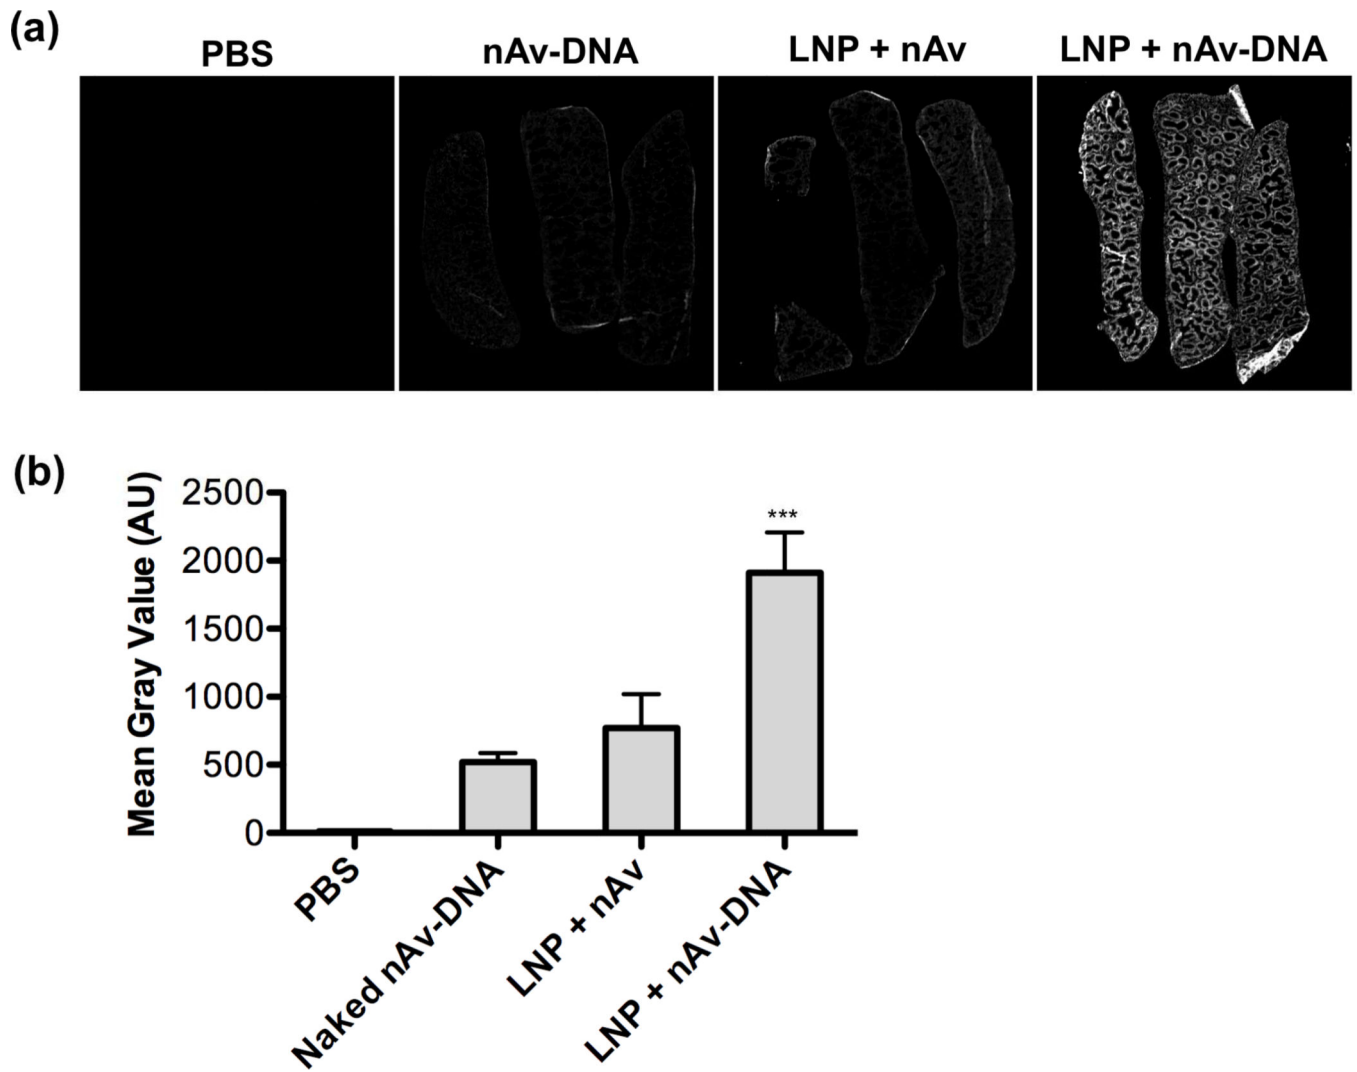 (a)
PBS
nAv-DNA
LNP + nAv
LNP + nAv-DNA
(b)
Mean Gray Value (AU)
2500
2000
1500
1000
500
0
***
PBS
Naked nAv-DNA
LNP + nAv
LNP + nAv-DNA